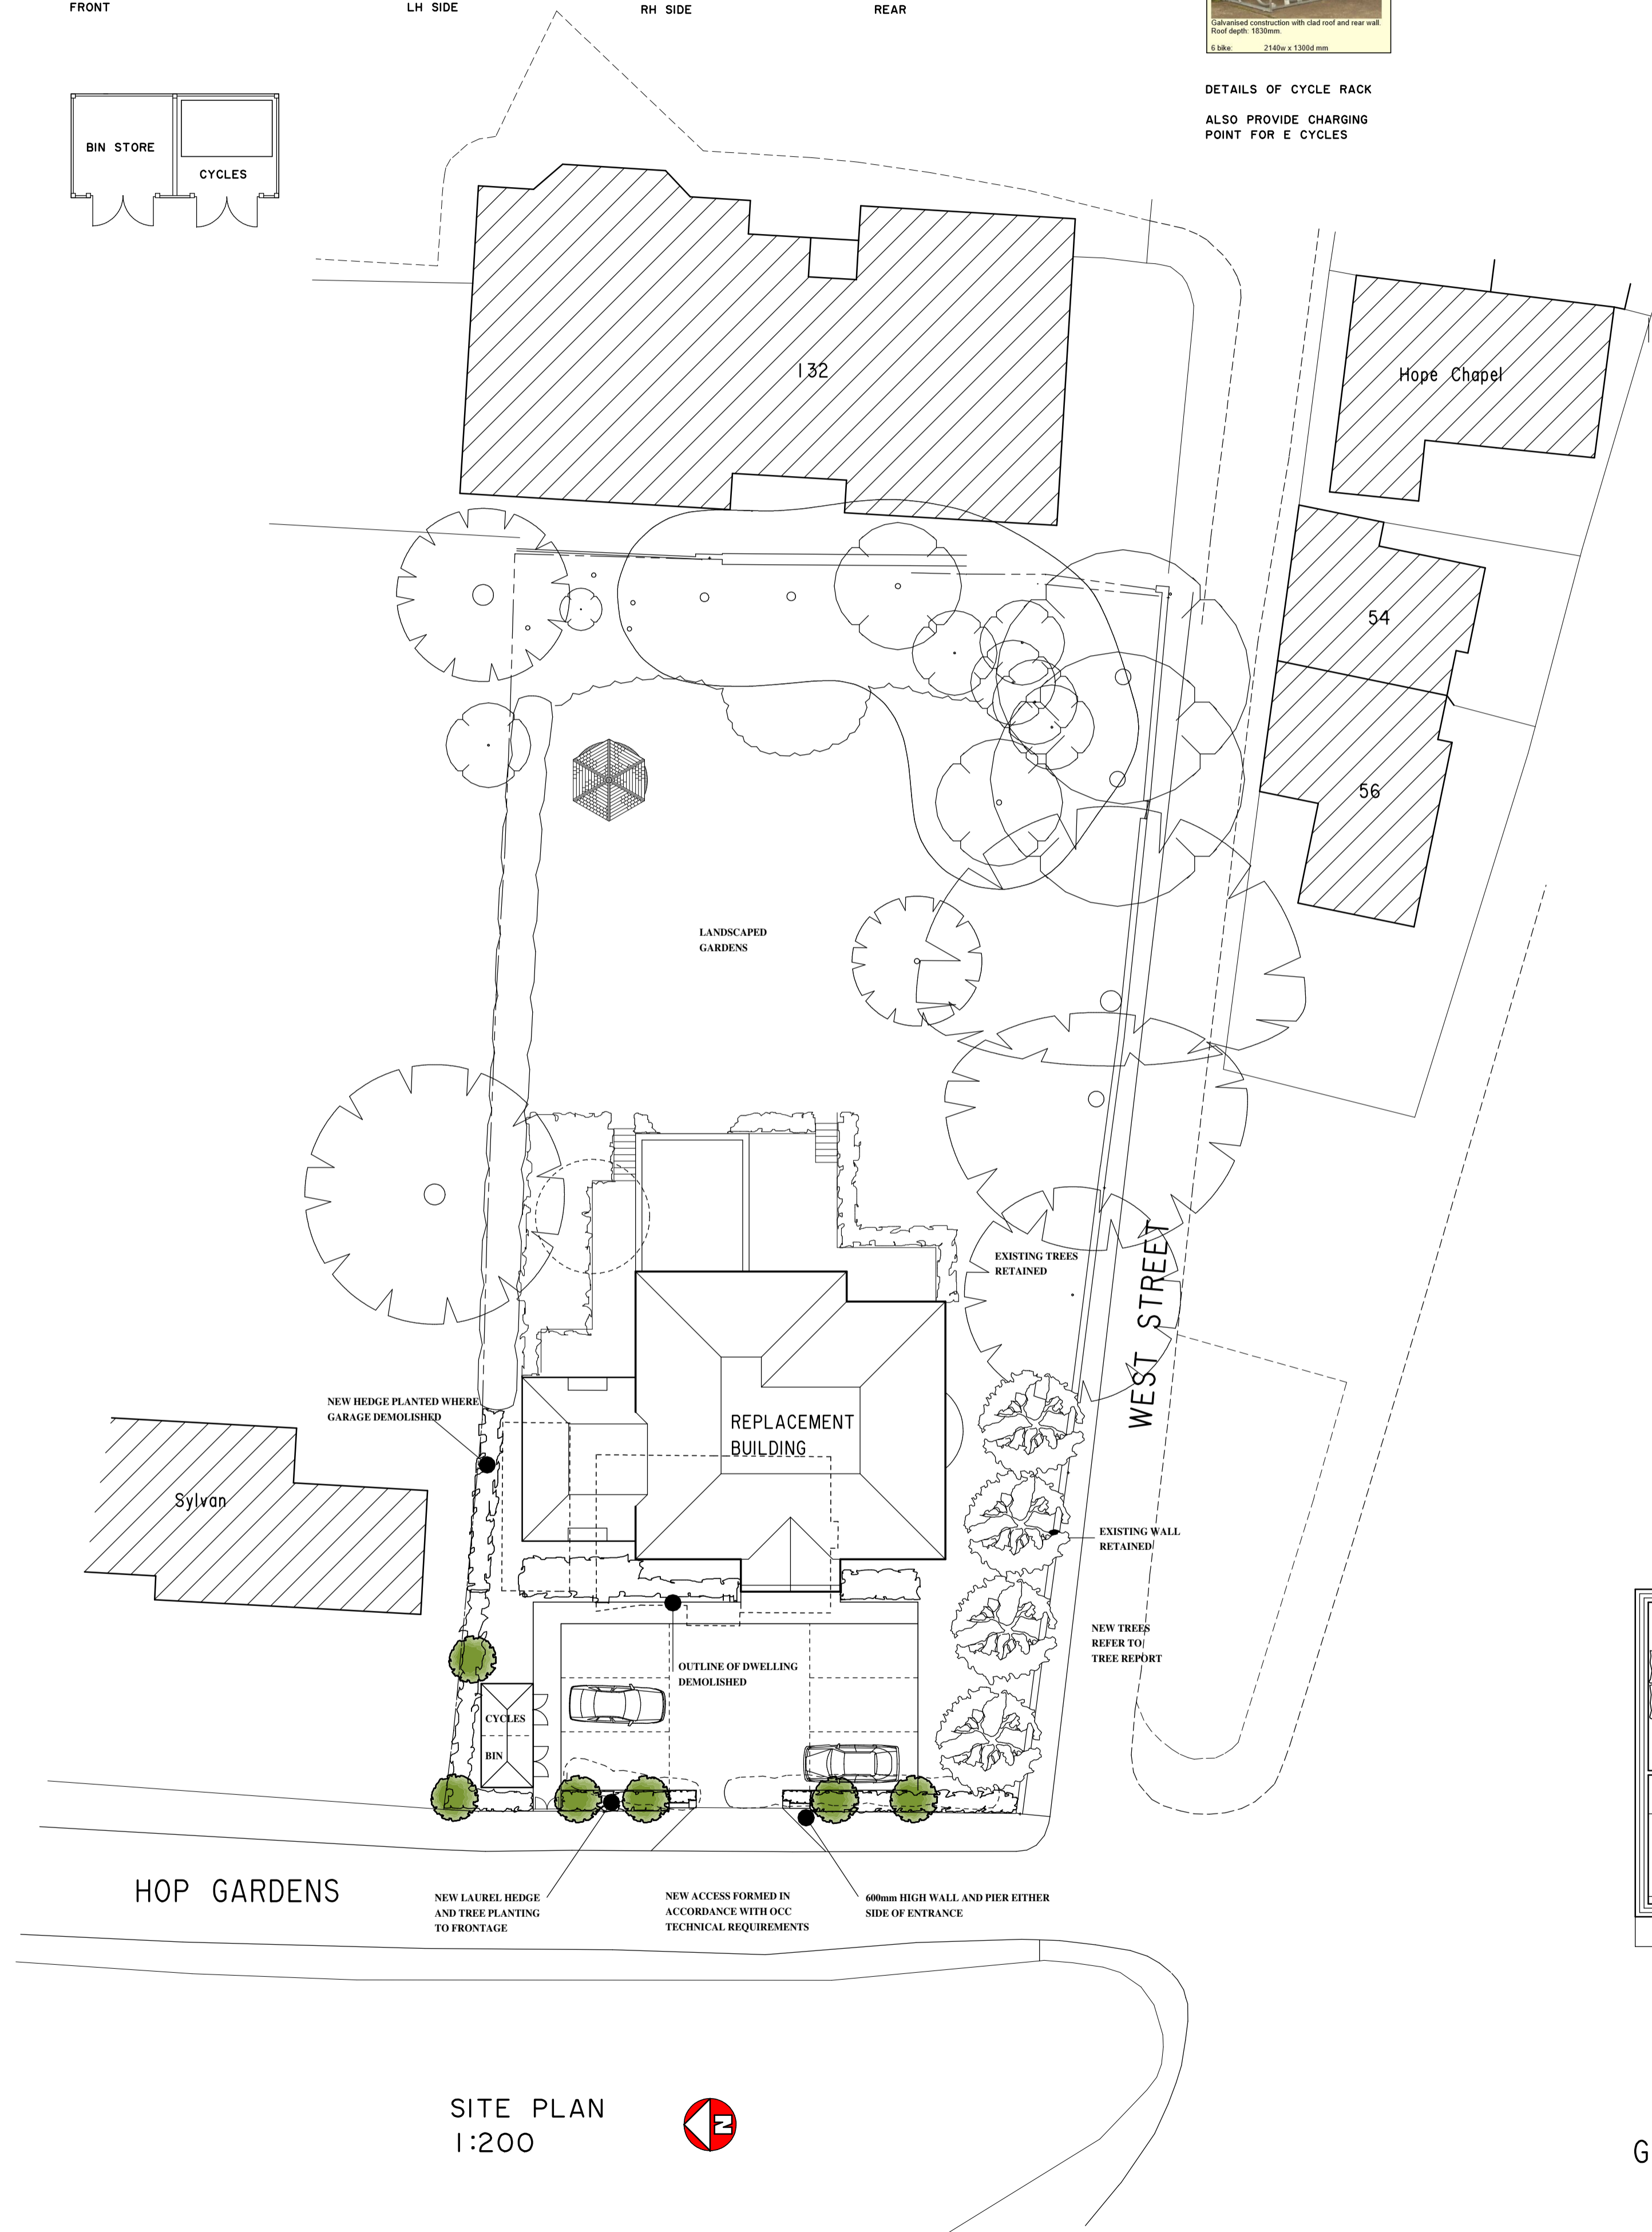 FRONT
LH SIDE
RH SIDE
REAR
Galvanised construction with clad roof and rear wall.
Roof depth: 1830mm.
6 bike: 2140w x 1300d mm
DETAILS OF CYCLE RACK
ALSO PROVIDE CHARGING
POINT FOR E CYCLES
BIN STORE
CYCLES
132
Hope Chapel
54
56
LANDSCAPED
GARDENS
EXISTING TREES
RETAINED
WEST STREET
NEW HEDGE PLANTED WHERE
GARAGE DEMOLISHED
REPLACEMENT
BUILDING
Sylvan
EXISTING WALL
RETAINED
NEW TREES
REFER TO
TREE REPORT
OUTLINE OF DWELLING
DEMOLISHED
CYCLES
BIN
HOP GARDENS
NEW LAUREL HEDGE
AND TREE PLANTING
TO FRONTAGE
NEW ACCESS FORMED IN
ACCORDANCE WITH OCC
TECHNICAL REQUIREMENTS
600mm HIGH WALL AND PIER EITHER
SIDE OF ENTRANCE
SITE PLAN
1:200
N
G